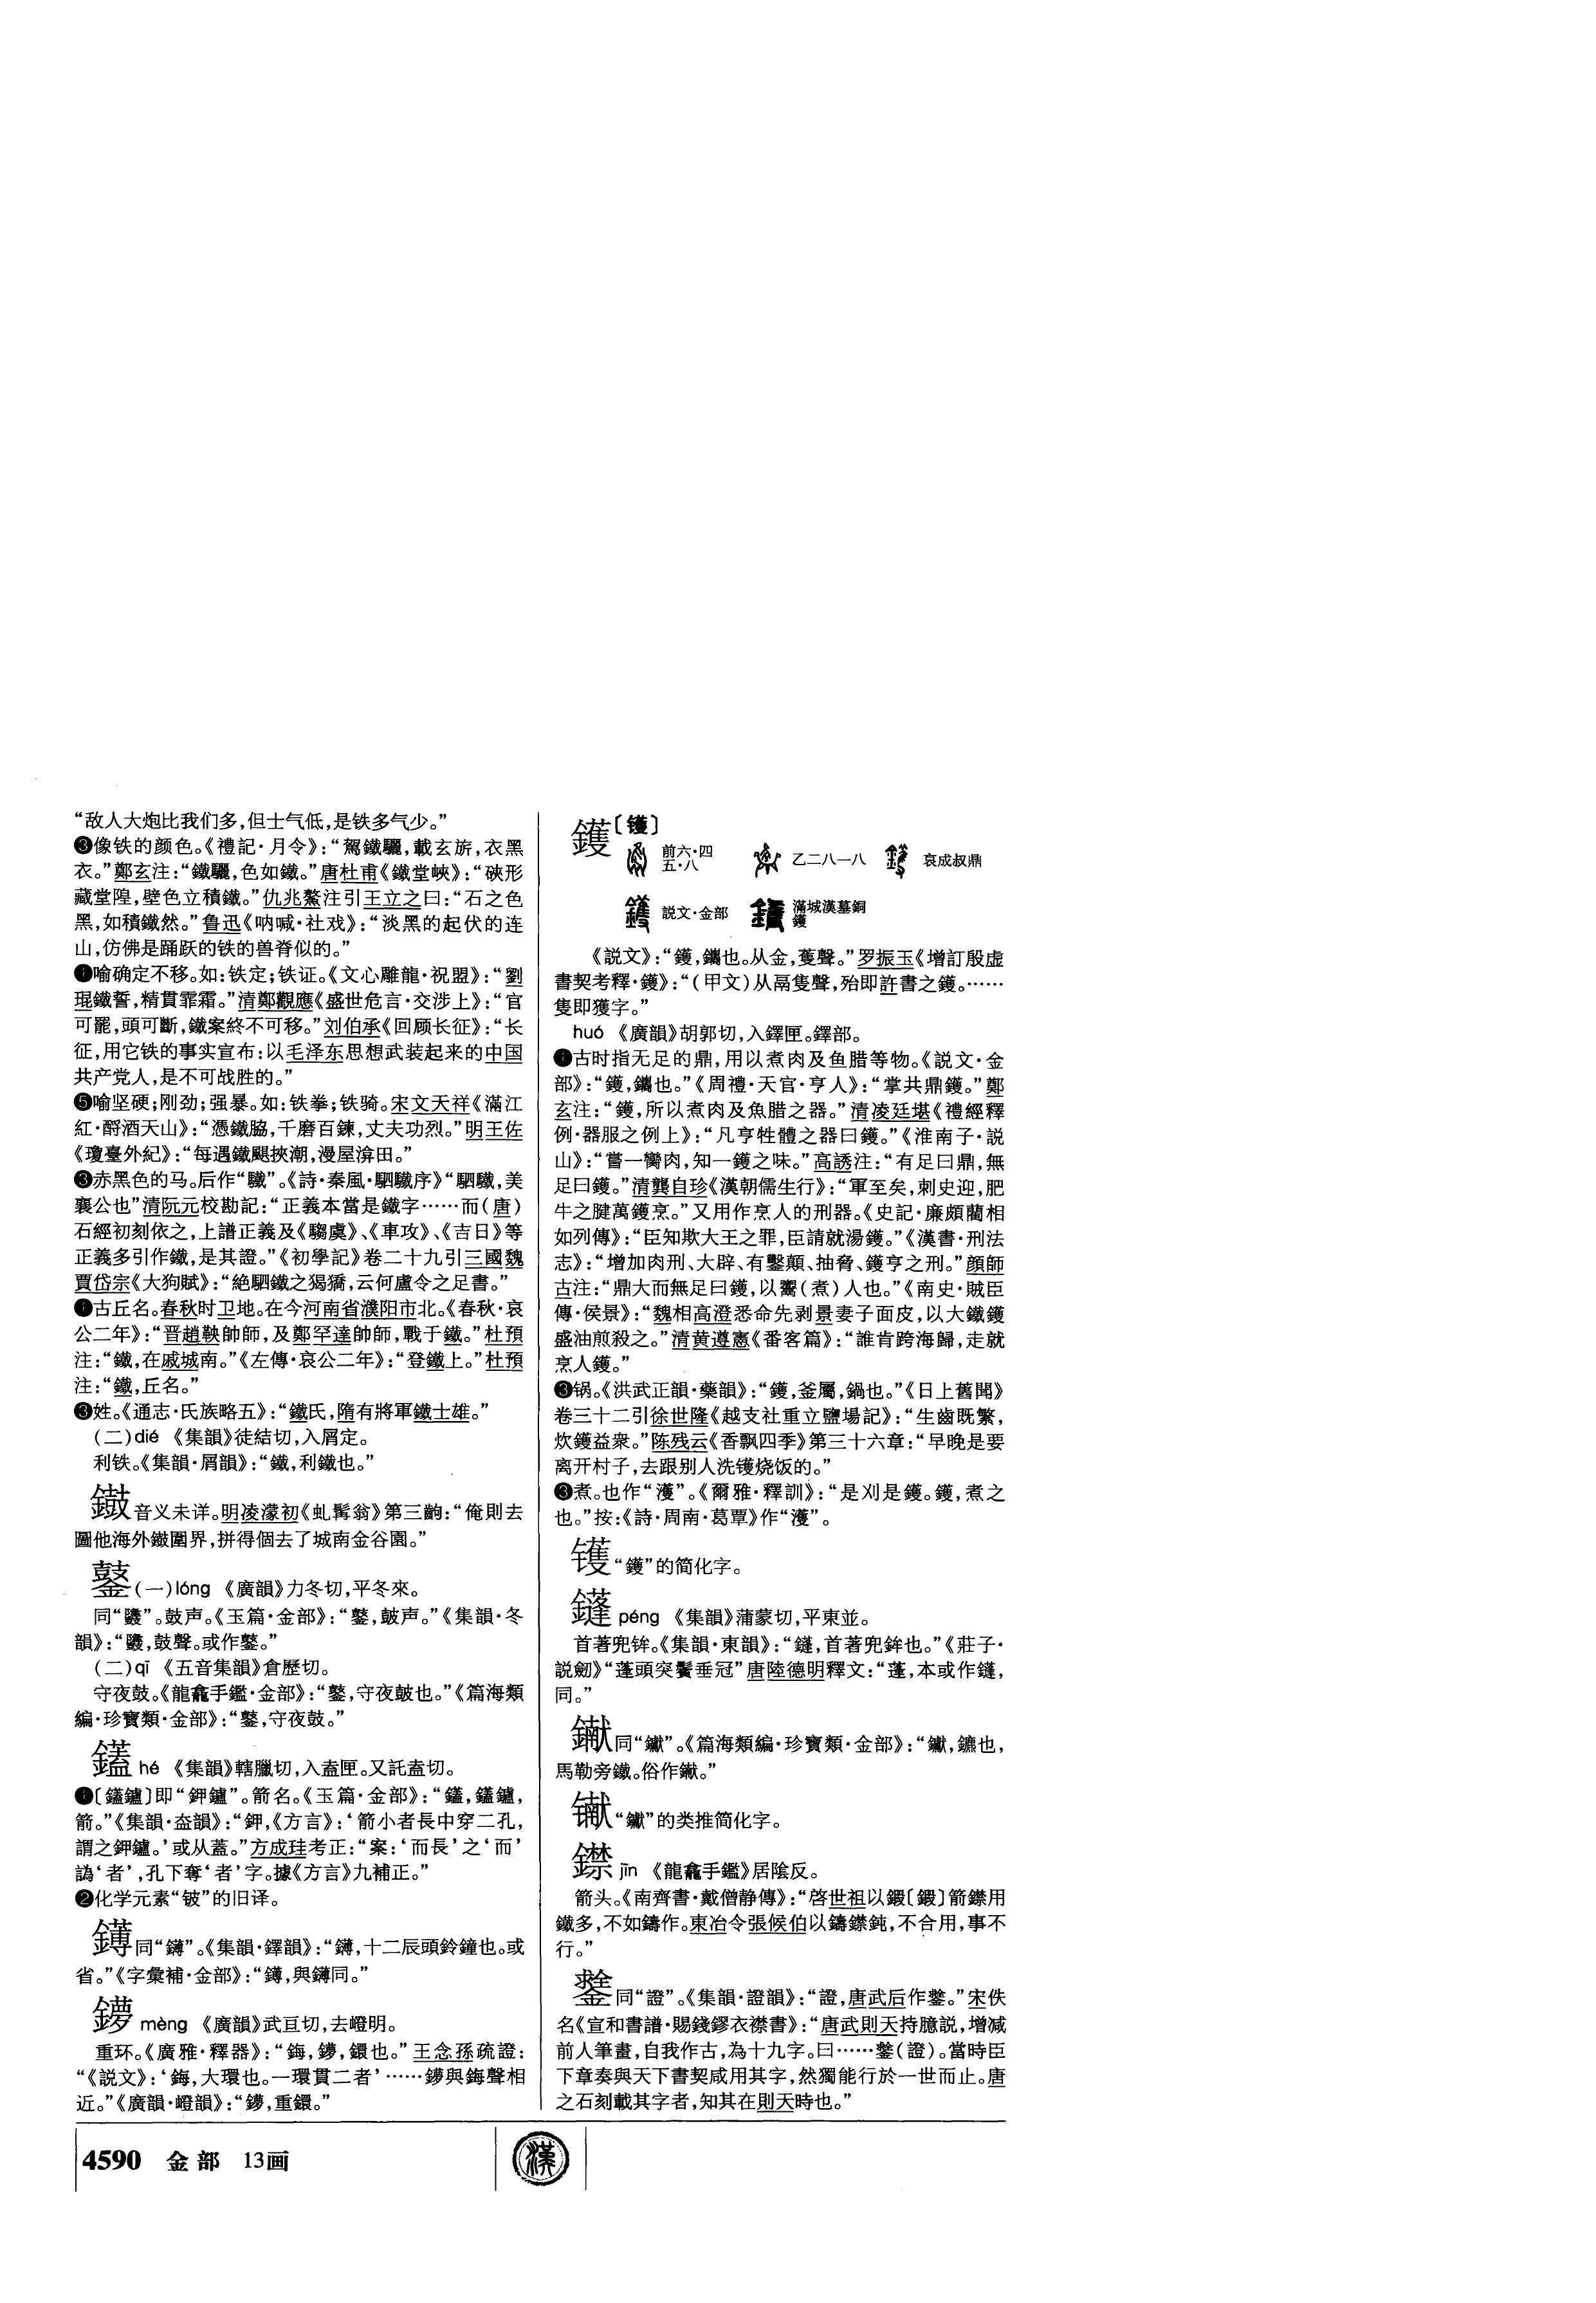 “敌人大炮比我们多,但士气低,是铁多气少。”
❸像铁的颜色。《禮記·月令》:“駕鐵驪,載玄旂,衣黑
衣。”鄭玄注:“鐵驪,色如鐵。”唐杜甫《鐵堂峽》:“硤形
藏堂隍,壁色立積鐵。”仇兆鰲注引王立之曰:“石之色
黑,如積鐵然。”鲁迅《呐喊·社戏》:“淡黑的起伏的连
山,仿佛是踊跃的铁的兽脊似的。”
喻确定不移。如:铁定;铁证。《文心雕龍·祝盟》:“劉
琨鐵誓,精貫霏霜。”清鄭觀應《盛世危言·交涉上》:“官
可罷,頭可斷,鐵案終不可移。”刘伯承《回顾长征》:“长
征,用它铁的事实宣布:以毛泽东思想武装起来的中国
共产党人,是不可战胜的。”
❺喻坚硬;刚劲;强暴。如:铁拳;铁骑。宋文天祥《滿江
紅·酹酒天山》:“憑鐵脇,千磨百鍊,丈夫功烈。”明王佐
《瓊臺外紀》:“每遇鐵颶挾潮,漫屋渰田。”
❸赤黑色的马。后作“驖”。《詩·秦風·駟驖序》“駟驖,美
襄公也”清阮元校勘記:“正義本當是鐵字……而(唐)
石經初刻依之,上譜正義及《騶虞》、《車攻》、《吉日》等
正義多引作鐵,是其證。”《初學記》卷二十九引三國魏
賈岱宗《大狗賦》:“絶駟鐵之獦獢,云何盧令之足書。”
古丘名。春秋时卫地。在今河南省濮阳市北。《春秋·哀
公二年》:“晋趙鞅帥師,及鄭罕達帥師,戰于鐵。”杜預
注:“鐵,在戚城南。”《左傳·哀公二年》:“登鐵上。”杜預
注:“鐵,丘名。”
❸姓。《通志·氏族略五》:“鐵氏,隋有將軍鐵士雄。”
(二)dié 《集韻》徒結切,入屑定。
利铁。《集韻·屑韻》:“鐵,利鐵也。”
音义未详。明凌濛初《虬髯翁》第三齣:“俺則去
圖他海外圍界,拼得個去了城南金谷園。”
鼜(一)lóng 《廣韻》力冬切,平冬來。
同“鼜”。鼓声。《玉篇·金部》:“,鼓声。”《集韻·冬
韻》:“,鼓聲。或作。”
(二)qī 《五音集韻》倉歷切。
守夜鼓。《龍龕手鑑·金部》:“,守夜皷也。”《篇海類
編·珍寶類·金部》:“,守夜鼓。”
鑉 hé 《集韻》轄臘切,入盍匣。又託盍切。
〔鑉鑪〕即“鉀鑪”。箭名。《玉篇·金部》:“鑉,鑉鑪,
箭。”《集韻·盍韻》:“鉀,《方言》:‘箭小者長中穿二孔,
謂之鉀鑪。’或从蓋。”方成珪考正:“案:‘而長’之‘而’
譌‘者’,孔下奪‘者’字。據《方言》九補正。”
❷化学元素“铍”的旧译。
鑮同“鑮”。《集韻·鐸韻》:“鑮,十二辰頭鈴鐘也。或
省。”《字彙補·金部》:“,與鑮同。”
mèng 《廣韻》武亘切,去嶝明。
重环。《廣雅·釋器》:“鋂,,鐶也。”王念孫疏證:
“《説文》:‘鋂,大環也。一環貫二者’……與鋂聲相
近。”《廣韻·嶝韻》:“,重鐶。”
鑊〔镬〕
前六·四
五·八
乙二八一八
哀成叔鼎
説文·金部
滿城漢墓銅
鑊
《説文》:“鑊,鑴也。从金,蒦聲。”罗振玉《增訂殷虚
書契考釋·鑊》:“(甲文)从鬲隻聲,殆即許書之鑊。……
隻即獲字。”
huó 《廣韻》胡郭切,入鐸匣。鐸部。
古时指无足的鼎,用以煮肉及鱼腊等物。《説文·金
部》:“鑊,鑴也。”《周禮·天官·亨人》:“掌共鼎鑊。”鄭
玄注:“鑊,所以煮肉及魚腊之器。”清凌廷堪《禮經釋
例·器服之例上》:“凡亨牲體之器曰鑊。”《淮南子·説
山》:“嘗一臠肉,知一鑊之味。”高誘注:“有足曰鼎,無
足曰鑊。”清龔自珍《漢朝儒生行》:“軍至矣,刺史迎,肥
牛之腱萬鑊烹。”又用作烹人的刑器。《史記·廉頗藺相
如列傳》:“臣知欺大王之罪,臣請就湯鑊。”《漢書·刑法
志》:“增加肉刑、大辟、有鑿顛、抽脅、鑊亨之刑。”顔師
古注:“鼎大而無足曰鑊,以鬻(煮)人也。”《南史·賊臣
傳·侯景》:“魏相高澄悉命先剥景妻子面皮,以大鐵鑊
盛油煎殺之。”清黄遵憲《番客篇》:“誰肯跨海歸,走就
烹人鑊。”
❸锅。《洪武正韻·藥韻》:“鑊,釜屬,鍋也。”《日上舊聞》
卷三十二引徐世隆《越支社重立鹽場記》:“生齒既繁,
炊鑊益衆。”陈残云《香飘四季》第三十六章:“早晚是要
离开村子,去跟别人洗镬烧饭的。”
❸煮。也作“濩”。《爾雅·釋訓》:“是刈是鑊。鑊,煮之
也。”按:《詩·周南·葛覃》作“濩”。
镬“鑊”的简化字。
péng 《集韻》蒲蒙切,平東並。
首著兜铧。《集韻·東韻》:“,首著兜鉾也。”《莊子·
説劒》“蓬頭突鬢垂冠”唐陸德明釋文:“蓬,本或作,
同。”
同“钀”。《篇海類編·珍寶類·金部》:“钀,鑣也,
馬勒旁鐵。俗作。”
“钀”的类推简化字。
jīn 《龍龕手鑑》居陰反。
箭头。《南齊書·戴僧静傳》:“啓世祖以鍜〔鍛〕箭用
鐵多,不如鑄作。東冶令張候伯以鑄鈍,不合用,事不
行。”
同“證”。《集韻·證韻》:“證,唐武后作。”宋佚
名《宣和書譜·賜錢鏐衣襟書》:“唐武則天持臆説,增减
前人筆畫,自我作古,為十九字。曰……(證)。當時臣
下章奏與天下書契咸用其字,然獨能行於一世而止。唐
之石刻載其字者,知其在則天時也。”
4590 金部 13画
漢